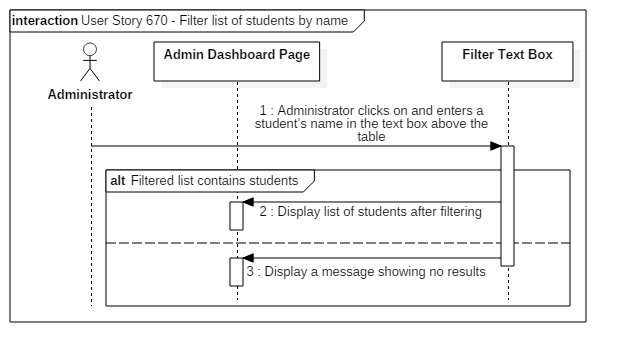 interaction User Story 670 - Filter list of students by name
Admin Dashboard Page
Filter Text Box
Administrator
1 : Administrator clicks on and enters a
student's name in the text box above the
table
alt Filtered list contains students
2 : Display list of students after filtering
3 : Display a message showing no results